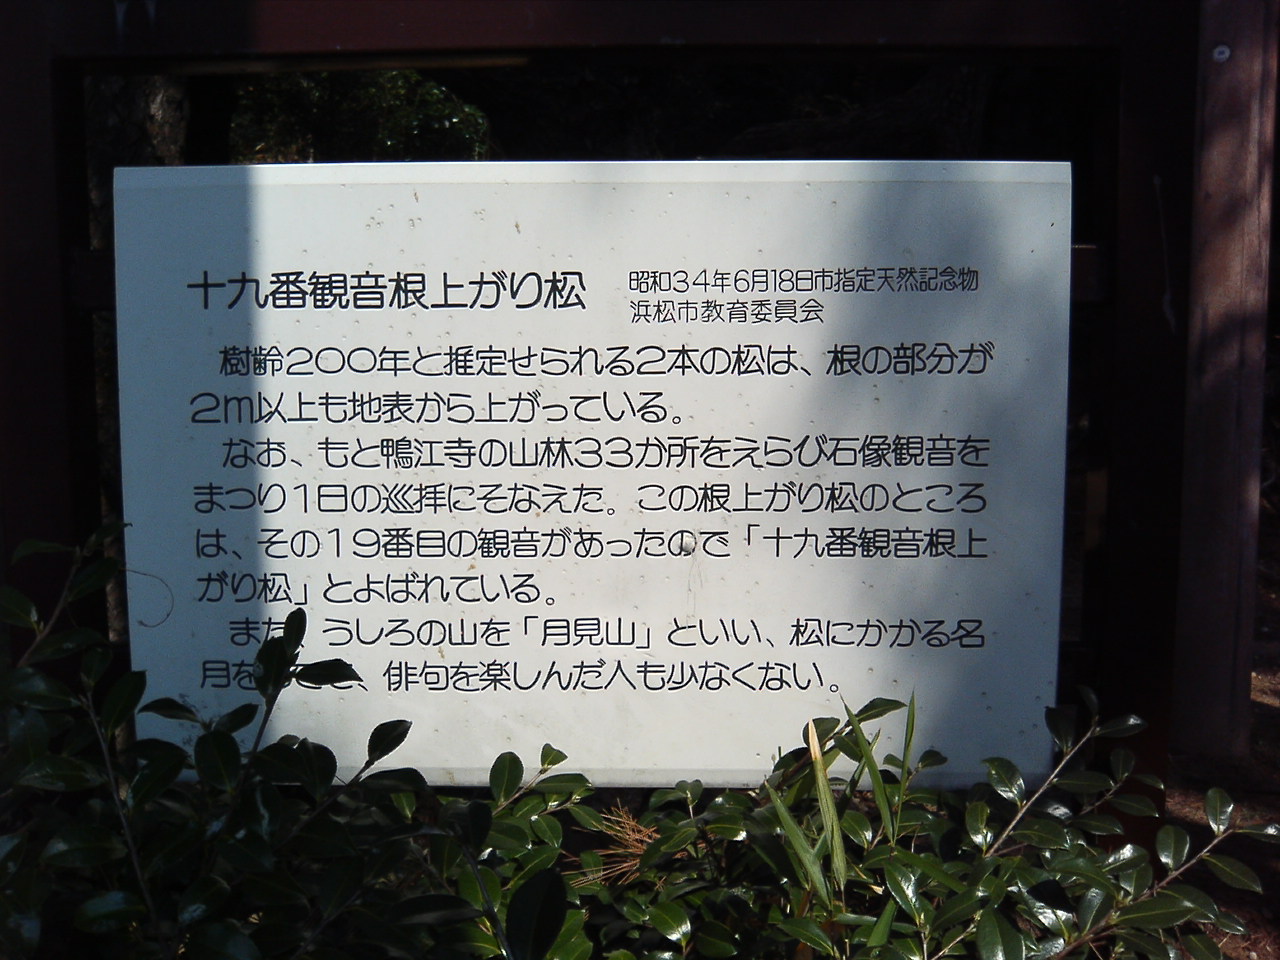 十九番観音根上がり松
昭和34年6月18日市指定天然記念物
浜松市教育委員会
樹齢200年と推定せられる2本の松は、根の部分が
2m以上も地表から上がっている。
なお、もと鴨江寺の山林33か所をえらび石像観音を
まつり1日の巡拝にそなえた。この根上がり松のところ
は、その19番目の観音があったので「十九番観音根上
がり松」とよばれている。
また、うしろの山を「月見山」といい、松にかかる名
月を、俳句を楽しんだ人も少なくない。